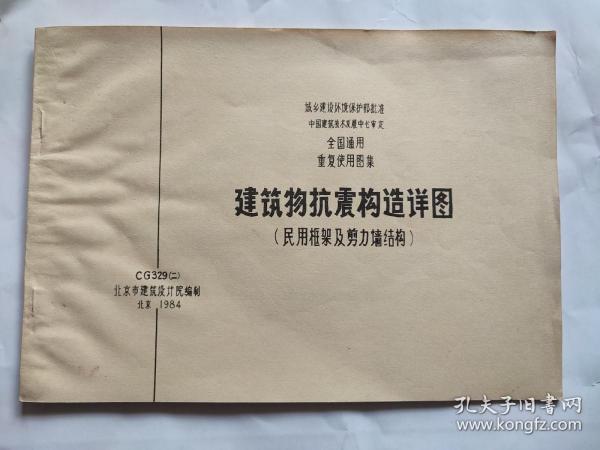 城乡建设环境保护部批准
中国建筑技术发展中心审定
全国通用
重复使用图集
建筑物抗震构造详图
(民用框架及剪力墙结构)
CG329(二)
北京市建筑设计院编制
北京 1984
孔夫子旧书网
www.kongfz.com